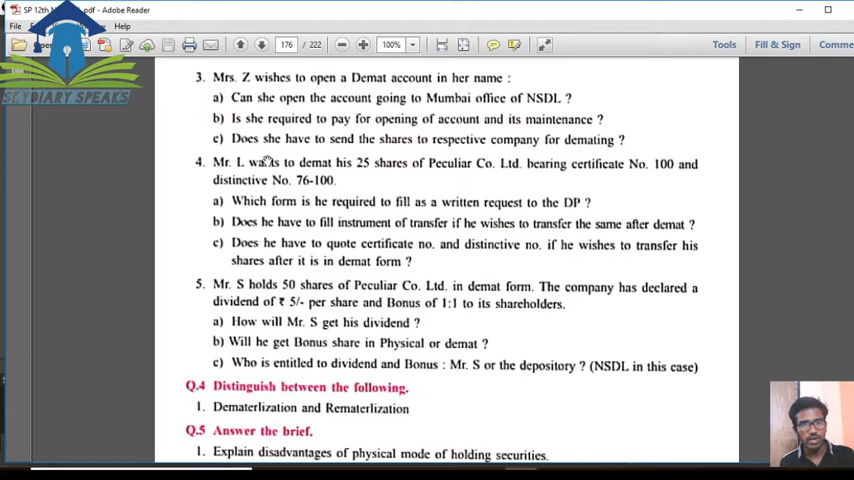 SP 12th M .pdf - Adobe Reader
File Help
176 / 222 100% Tools Fill & Sign Comme
SKYDIARY SPEAKS
3. Mrs. Z wishes to open a Demat account in her name :
a) Can she open the account going to Mumbai office of NSDL ?
b) Is she required to pay for opening of account and its maintenance ?
c) Does she have to send the shares to respective company for demating ?
4. Mr. L wants to demat his 25 shares of Peculiar Co. Ltd. bearing certificate No. 100 and
distinctive No. 76-100.
a) Which form is he required to fill as a written request to the DP ?
b) Does he have to fill instrument of transfer if he wishes to transfer the same after demat ?
c) Does he have to quote certificate no. and distinctive no. if he wishes to transfer his
shares after it is in demat form ?
5. Mr. S holds 50 shares of Peculiar Co. Ltd. in demat form. The company has declared a
dividend of ₹ 5/- per share and Bonus of 1:1 to its shareholders.
a) How will Mr. S get his dividend ?
b) Will he get Bonus share in Physical or demat ?
c) Who is entitled to dividend and Bonus : Mr. S or the depository ? (NSDL in this case)
Q.4 Distinguish between the following.
1. Dematerlization and Rematerlization
Q.5 Answer the brief.
1. Explain disadvantages of physical mode of holding securities.